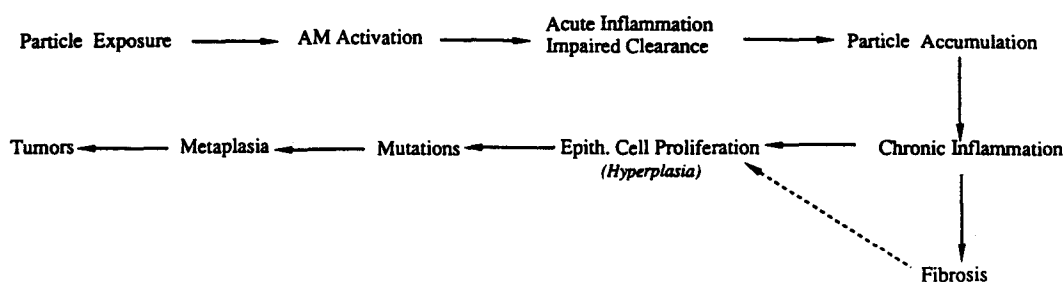 Particle Exposure
AM Activation
Acute Inflammation
Impaired Clearance
Particle Accumulation
Chronic Inflammation
Epith. Cell Proliferation
(Hyperplasia)
Mutations
Metaplasia
Tumors
Fibrosis